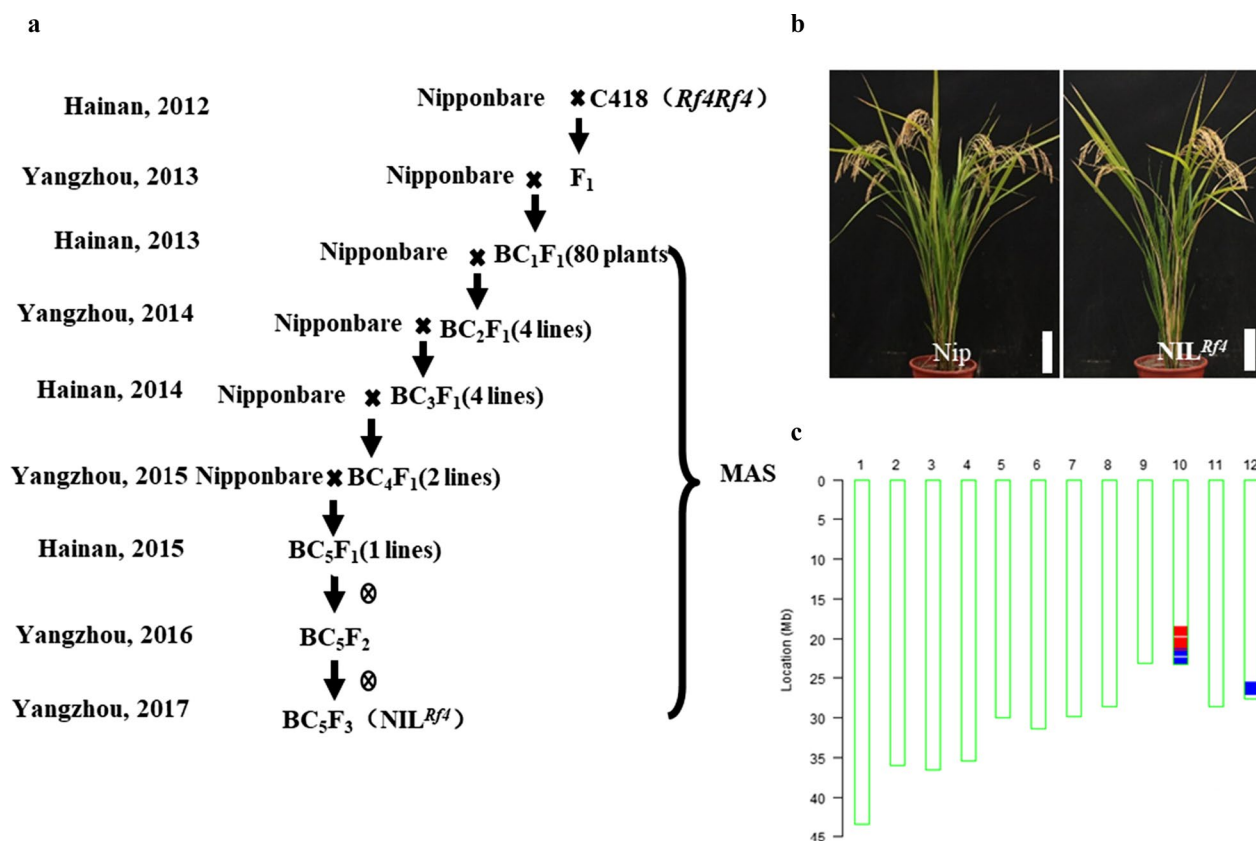 a
Hainan, 2012 Nipponbare ✖ C418（Rf4Rf4）
Yangzhou, 2013 Nipponbare ✖ F₁
Hainan, 2013 Nipponbare ✖ BC₁F₁(80 plants
Yangzhou, 2014 Nipponbare ✖ BC₂F₁(4 lines)
Hainan, 2014 Nipponbare ✖ BC₃F₁(4 lines)
Yangzhou, 2015 Nipponbare ✖ BC₄F₁(2 lines)
Hainan, 2015 BC₅F₁(1 lines)
⊗
Yangzhou, 2016 BC₅F₂
⊗
Yangzhou, 2017 BC₅F₃（NILRf4）
MAS
b
Nip
NILRf4
c
1 2 3 4 5 6 7 8 9 10 11 12
Location (Mb)
0
5
10
15
20
25
30
35
40
45